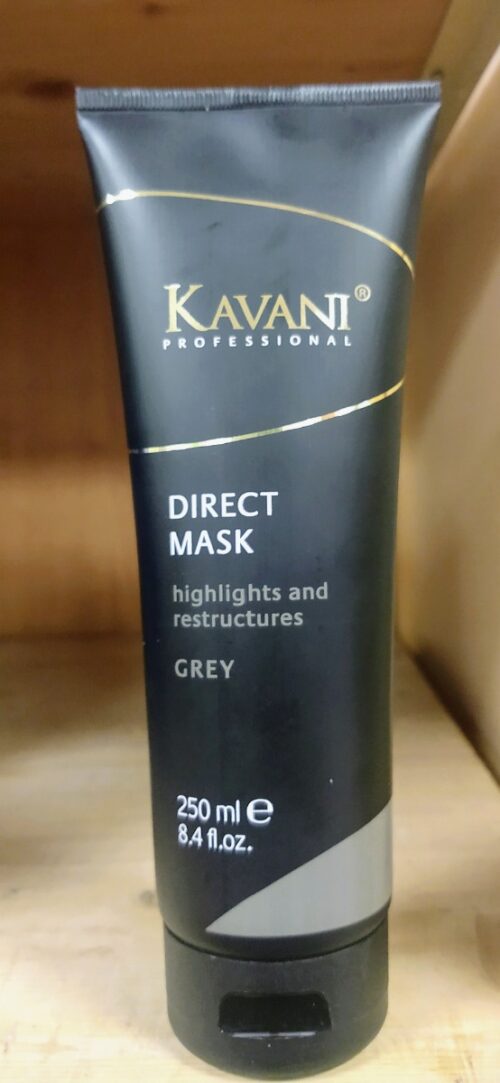 KAVANI®
PROFESSIONAL
DIRECT
MASK
highlights and
restructures
GREY
250 ml ℮
8.4 fl.oz.